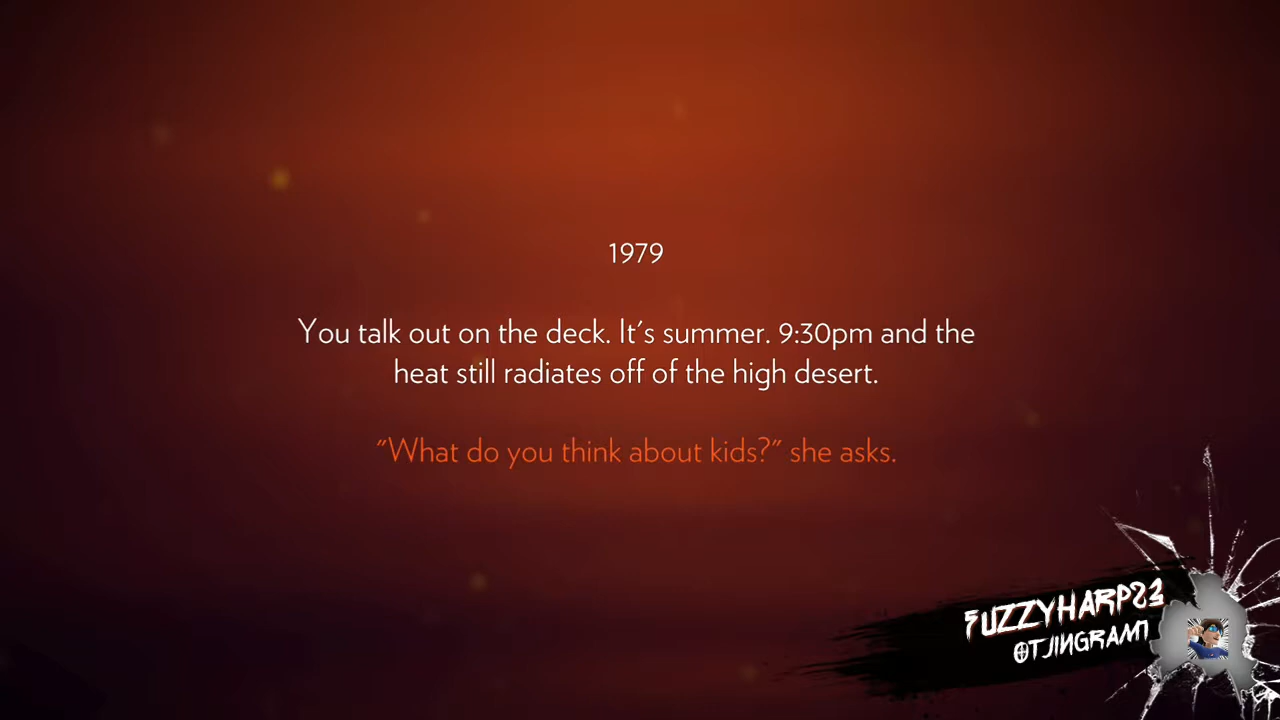 1979
You talk out on the deck. It's summer. 9:30pm and the
heat still radiates off of the high desert.
"What do you think about kids?" she asks.
FUZZYHARP23
@TJINGRAM1